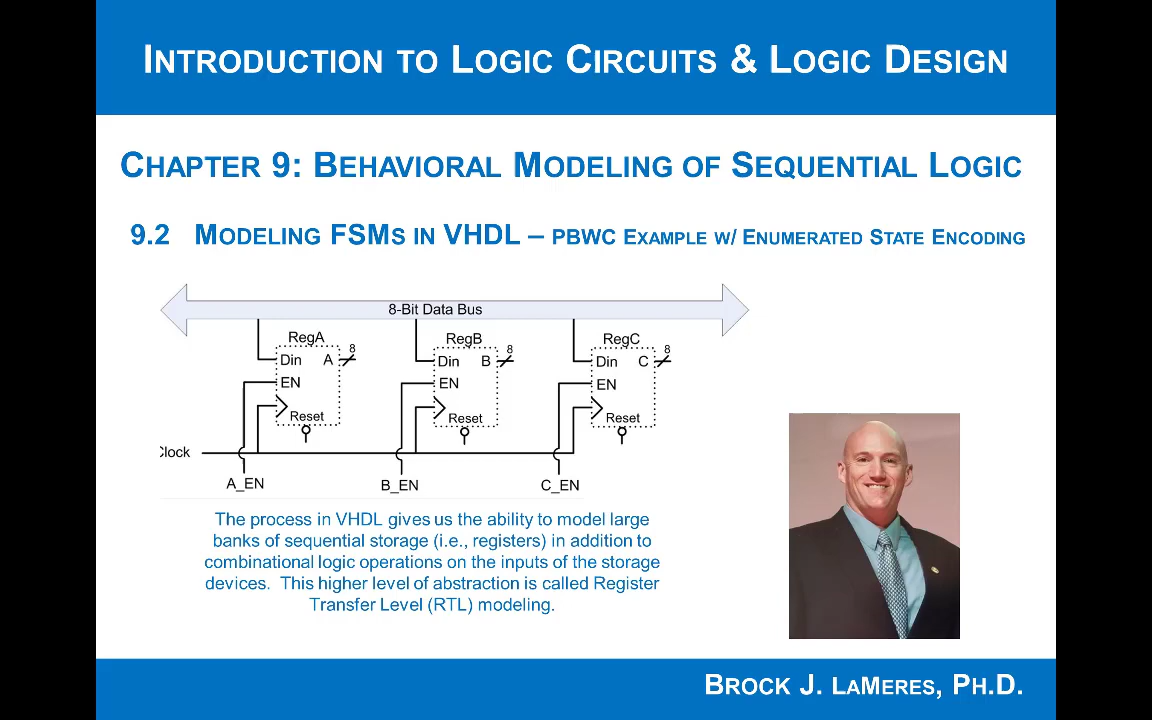 INTRODUCTION TO LOGIC CIRCUITS & LOGIC DESIGN
CHAPTER 9: BEHAVIORAL MODELING OF SEQUENTIAL LOGIC
9.2 MODELING FSMS IN VHDL – PBWC EXAMPLE W/ ENUMERATED STATE ENCODING
8-Bit Data Bus
RegA
RegB
RegC
8
8
8
Din A
Din B
Din C
EN
EN
EN
Reset
Reset
Reset
Clock
A_EN
B_EN
C_EN
The process in VHDL gives us the ability to model large
banks of sequential storage (i.e., registers) in addition to
combinational logic operations on the inputs of the storage
devices. This higher level of abstraction is called Register
Transfer Level (RTL) modeling.
BROCK J. LAMERES, PH.D.